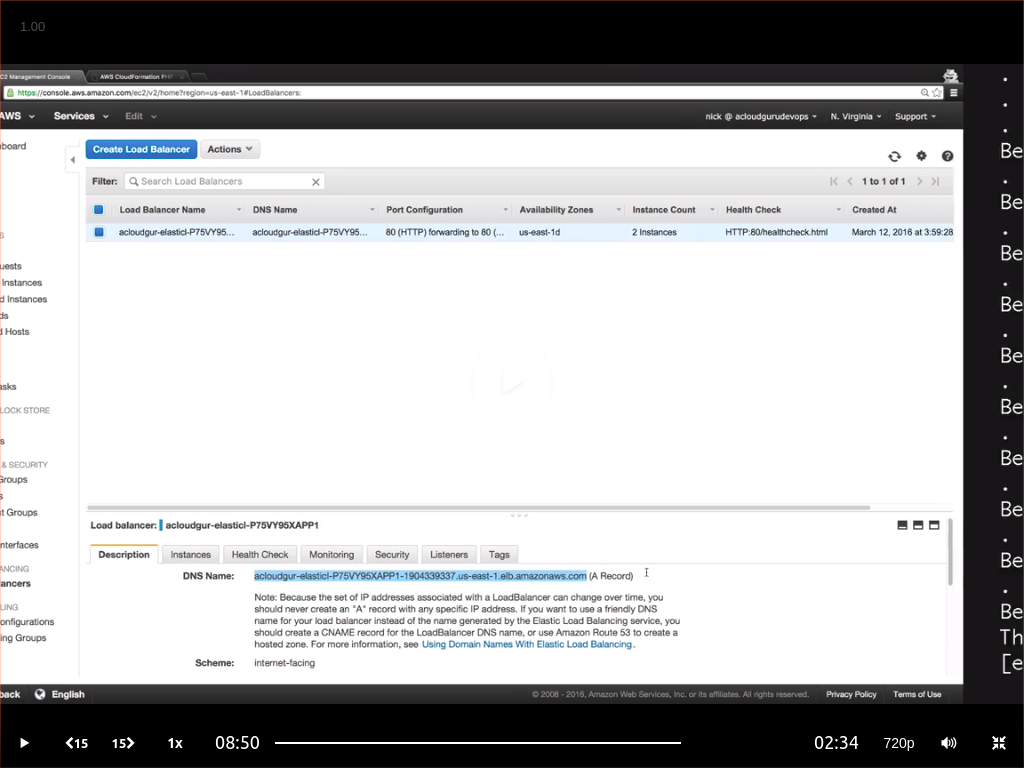 1.00
C2 Management Console
AWS CloudFormation PHP
https://console.aws.amazon.com/ec2/v2/home?region=us-east-1#LoadBalancers:
AWS Services Edit nick @ acloudgurudevops N. Virginia Support
board
Create Load Balancer Actions
Filter: Search Load Balancers 1 to 1 of 1
Load Balancer Name DNS Name Port Configuration Availability Zones Instance Count Health Check Created At
acloudgur-elasticl-P75VY95... acloudgur-elasticl-P75VY95... 80 (HTTP) forwarding to 80 (... us-east-1d 2 Instances HTTP:80/healthcheck.html March 12, 2016 at 3:59:28
S
uests
Instances
d Instances
ds
d Hosts
asks
LOCK STORE
s
& SECURITY
Groups
s
t Groups
nterfaces
ANCING
ancers
LING
onfigurations
ing Groups
Load balancer: acloudgur-elasticl-P75VY95XAPP1
Description Instances Health Check Monitoring Security Listeners Tags
DNS Name: acloudgur-elasticl-P75VY95XAPP1-1904339337.us-east-1.elb.amazonaws.com (A Record)
Note: Because the set of IP addresses associated with a LoadBalancer can change over time, you
should never create an "A" record with any specific IP address. If you want to use a friendly DNS
name for your load balancer instead of the name generated by the Elastic Load Balancing service, you
should create a CNAME record for the LoadBalancer DNS name, or use Amazon Route 53 to create a
hosted zone. For more information, see Using Domain Names With Elastic Load Balancing.
Scheme: internet-facing
back English © 2008 - 2016, Amazon Web Services, Inc. or its affiliates. All rights reserved. Privacy Policy Terms of Use
.
.
.
Be
.
Be
.
Be
.
Be
.
Be
.
Be
.
Be
.
Be
.
Be
.
Be
Th
[e
15 15 1x 08:50 02:34 720p